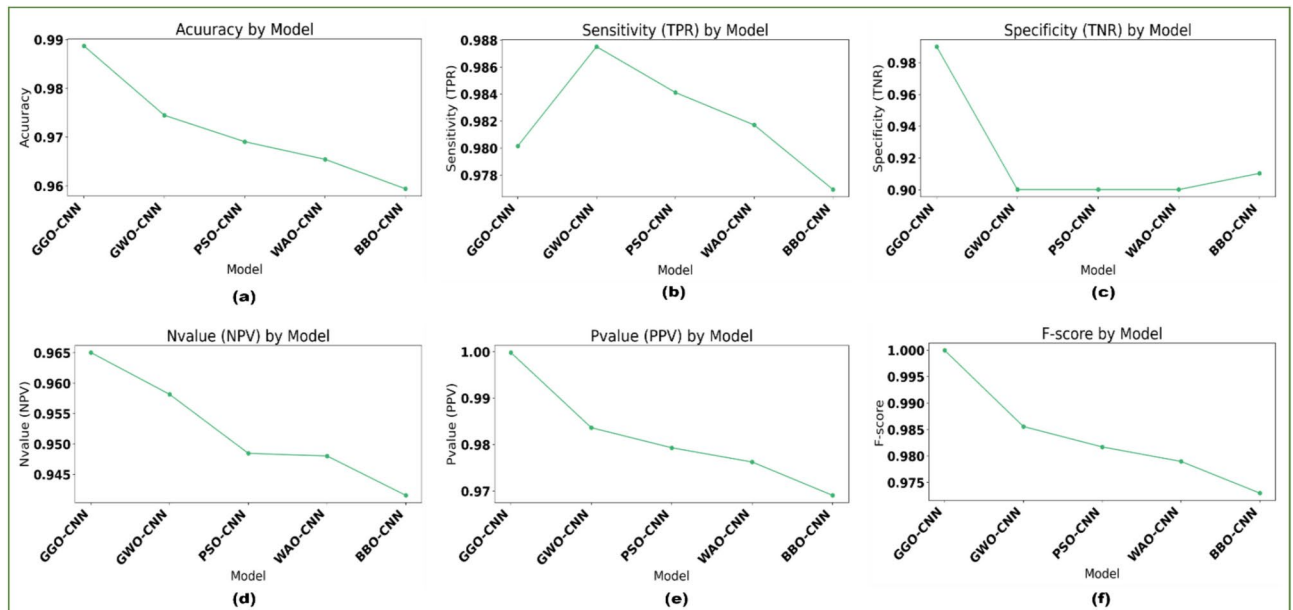 Acuuracy by Model
Acuuracy
0.99
0.98
0.97
0.96
GGO-CNN
GWO-CNN
PSO-CNN
WAO-CNN
BBO-CNN
Model
(a)
Sensitivity (TPR) by Model
Sensitivity (TPR)
0.988
0.986
0.984
0.982
0.980
0.978
GGO-CNN
GWO-CNN
PSO-CNN
WAO-CNN
BBO-CNN
Model
(b)
Specificity (TNR) by Model
Specificity (TNR)
0.98
0.96
0.94
0.92
0.90
GGO-CNN
GWO-CNN
PSO-CNN
WAO-CNN
BBO-CNN
Model
(c)
Nvalue (NPV) by Model
Nvalue (NPV)
0.965
0.960
0.955
0.950
0.945
GGO-CNN
GWO-CNN
PSO-CNN
WAO-CNN
BBO-CNN
Model
(d)
Pvalue (PPV) by Model
Pvalue (PPV)
1.00
0.99
0.98
0.97
GGO-CNN
GWO-CNN
PSO-CNN
WAO-CNN
BBO-CNN
Model
(e)
F-score by Model
F-score
1.000
0.995
0.990
0.985
0.980
0.975
GGO-CNN
GWO-CNN
PSO-CNN
WAO-CNN
BBO-CNN
Model
(f)